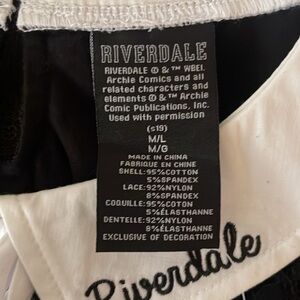 RIVERDALE
RIVERDALE © & ™ WBEI.
Archie Comics and all
related characters and
elements © & ™ Archie
Comic Publications, Inc.
Used with permission
(s19)
M/L
M/G
MADE IN CHINA
FABRIQUE EN CHINE
SHELL: 95%COTTON
5%SPANDEX
LACE: 92%NYLON
8%SPANDEX
COQUILLE: 95%COTON
5%ÉLASTHANNE
DENTELLE: 92%NYLON
8%ÉLASTHANNE
EXCLUSIVE OF DECORATION
Riverdale